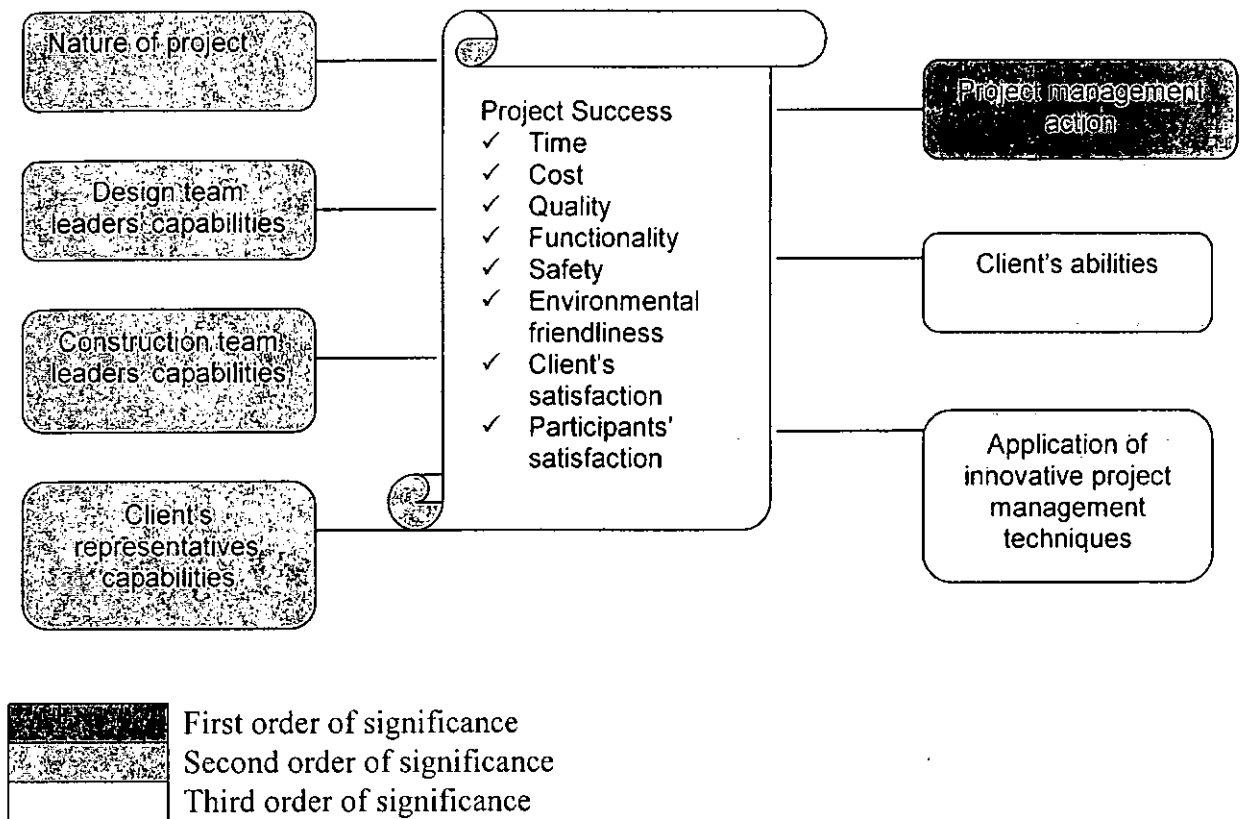 Nature of project
Design team
leaders' capabilities
Construction team
leaders' capabilities
Client's
representatives
capabilities
Project Success
✓ Time
✓ Cost
✓ Quality
✓ Functionality
✓ Safety
✓ Environmental
friendliness
✓ Client's
satisfaction
✓ Participants'
satisfaction
Project management
action
Client's abilities
Application of
innovative project
management
techniques
First order of significance
Second order of significance
Third order of significance